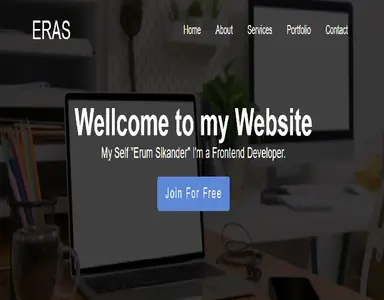 ERAS
Home About Services Portfolio Contact
Wellcome to my Website
My Self "Erum Sikander" I'm a Frontend Developer.
Join For Free